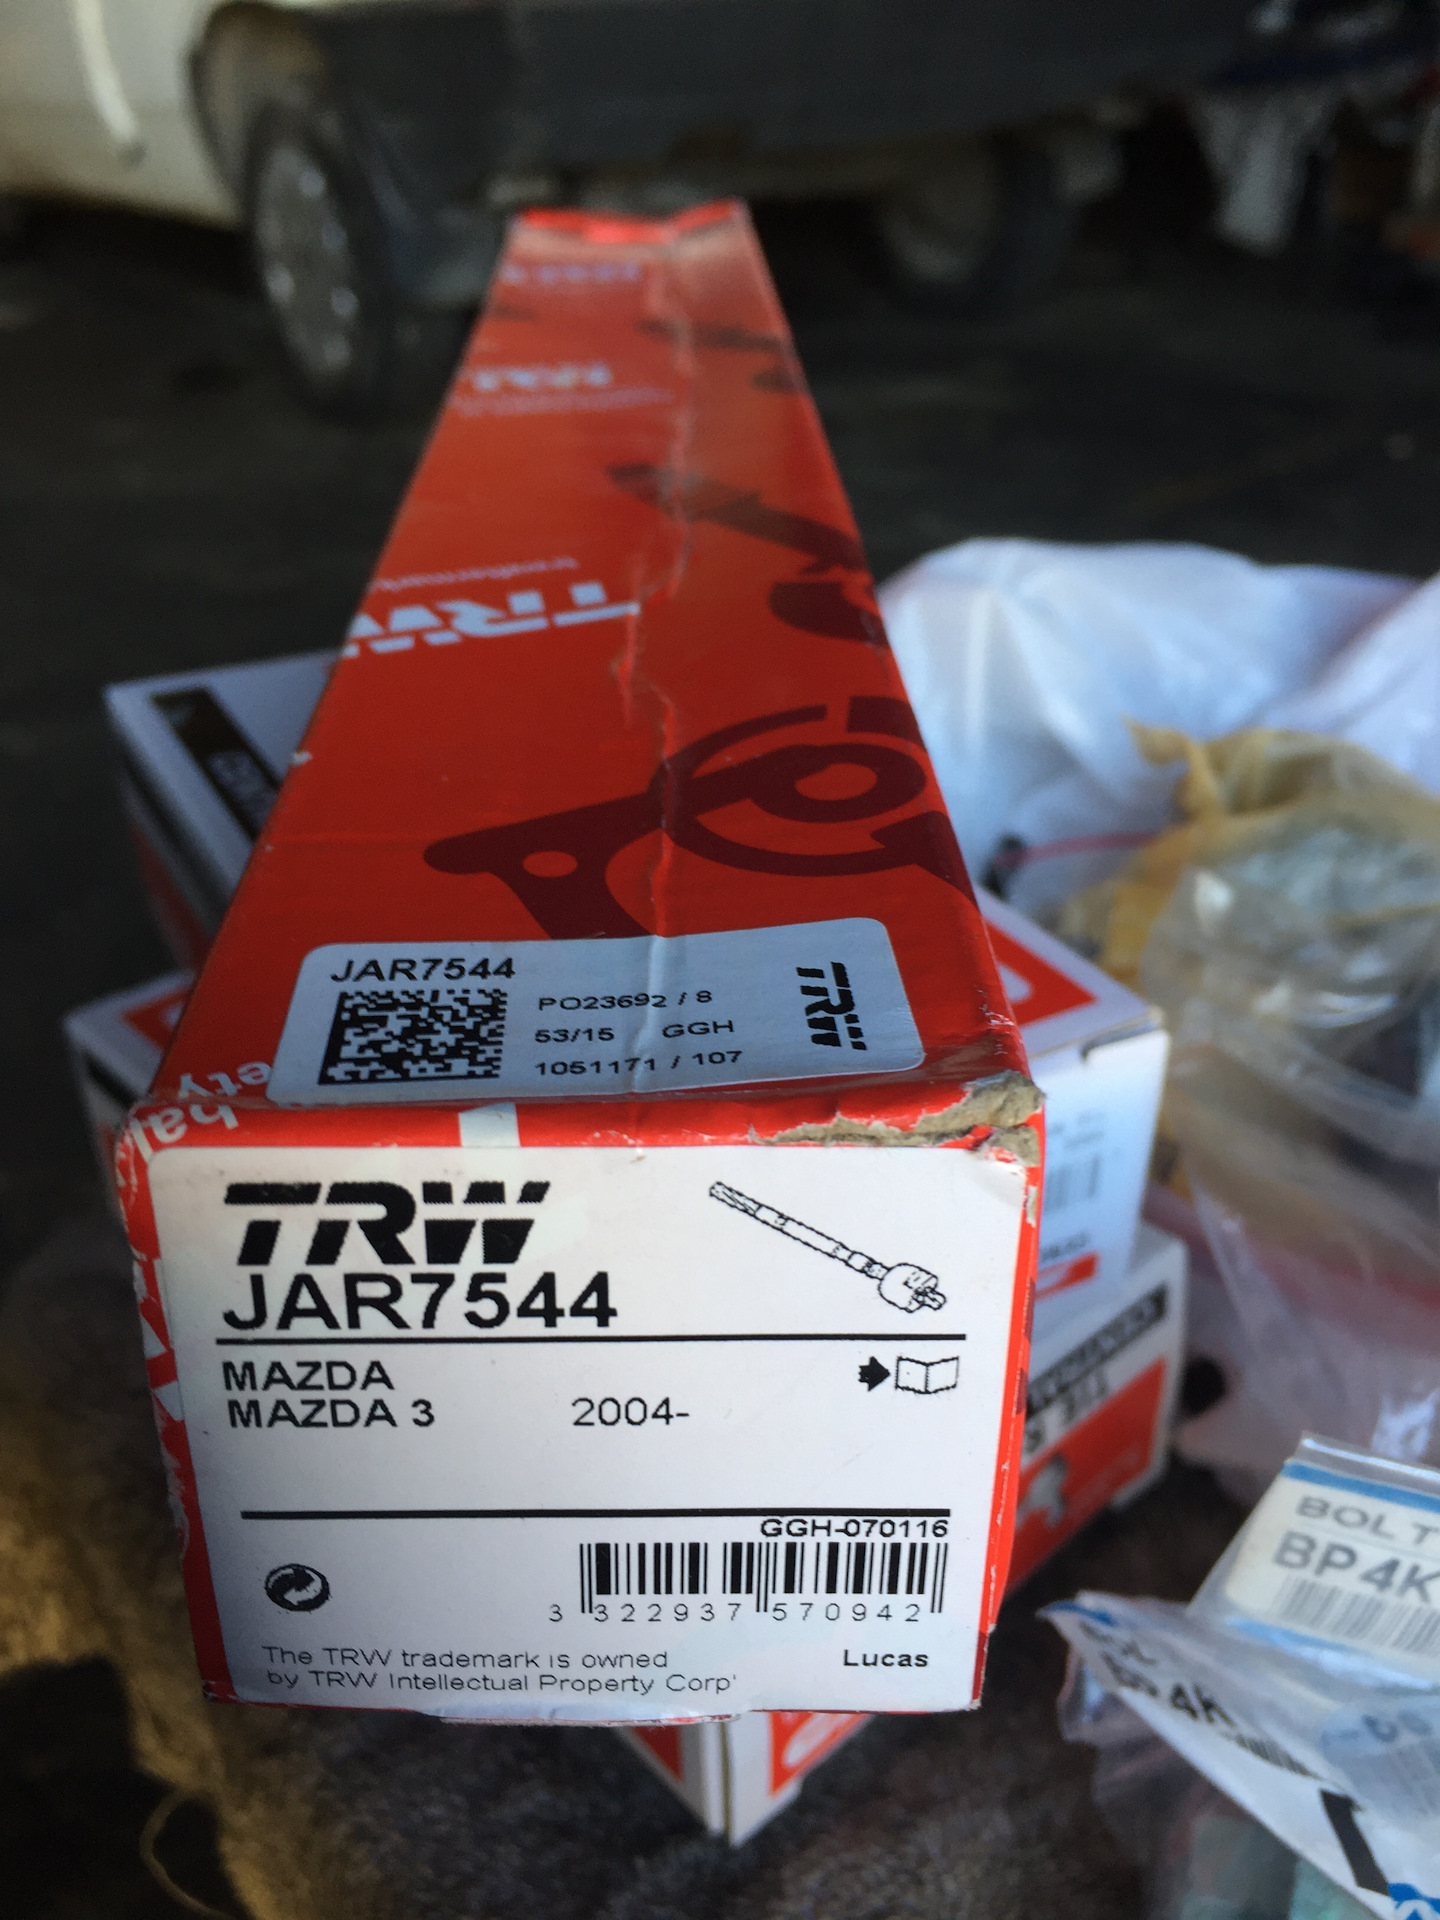 TRW
JAR7544
PO23692 / 8
53/15 GGH
1051171 / 107
TRW
TRW
JAR7544
MAZDA
MAZDA 3 2004-
GGH-070116
3 322937 570942
The TRW trademark is owned
by TRW Intellectual Property Corp'
Lucas
BOLT
BP4K